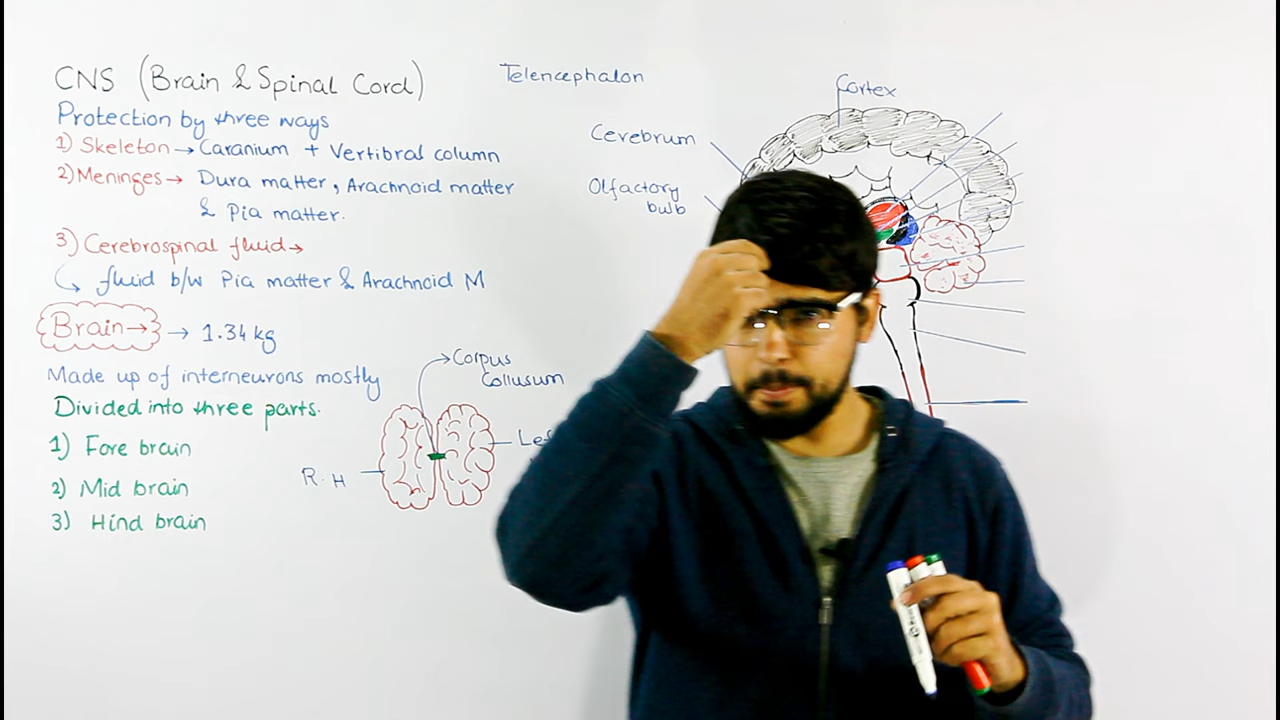 CNS (Brain & Spinal Cord)
Protection by three ways
1) Skeleton → Caranium + Vertibral column
2) Meninges → Dura matter, Arachnoid matter
& Pia matter.
3) Cerebrospinal fluid →
fluid b/w Pia matter & Arachnoid M
Brain → → 1.34 kg
Made up of interneurons mostly
Divided into three parts.
1) Fore brain
2) Mid brain
3) Hind brain
Corpus
Collusum
R.H
Telencephalon
Cortex
Cerebrum
Olfactory
bulb